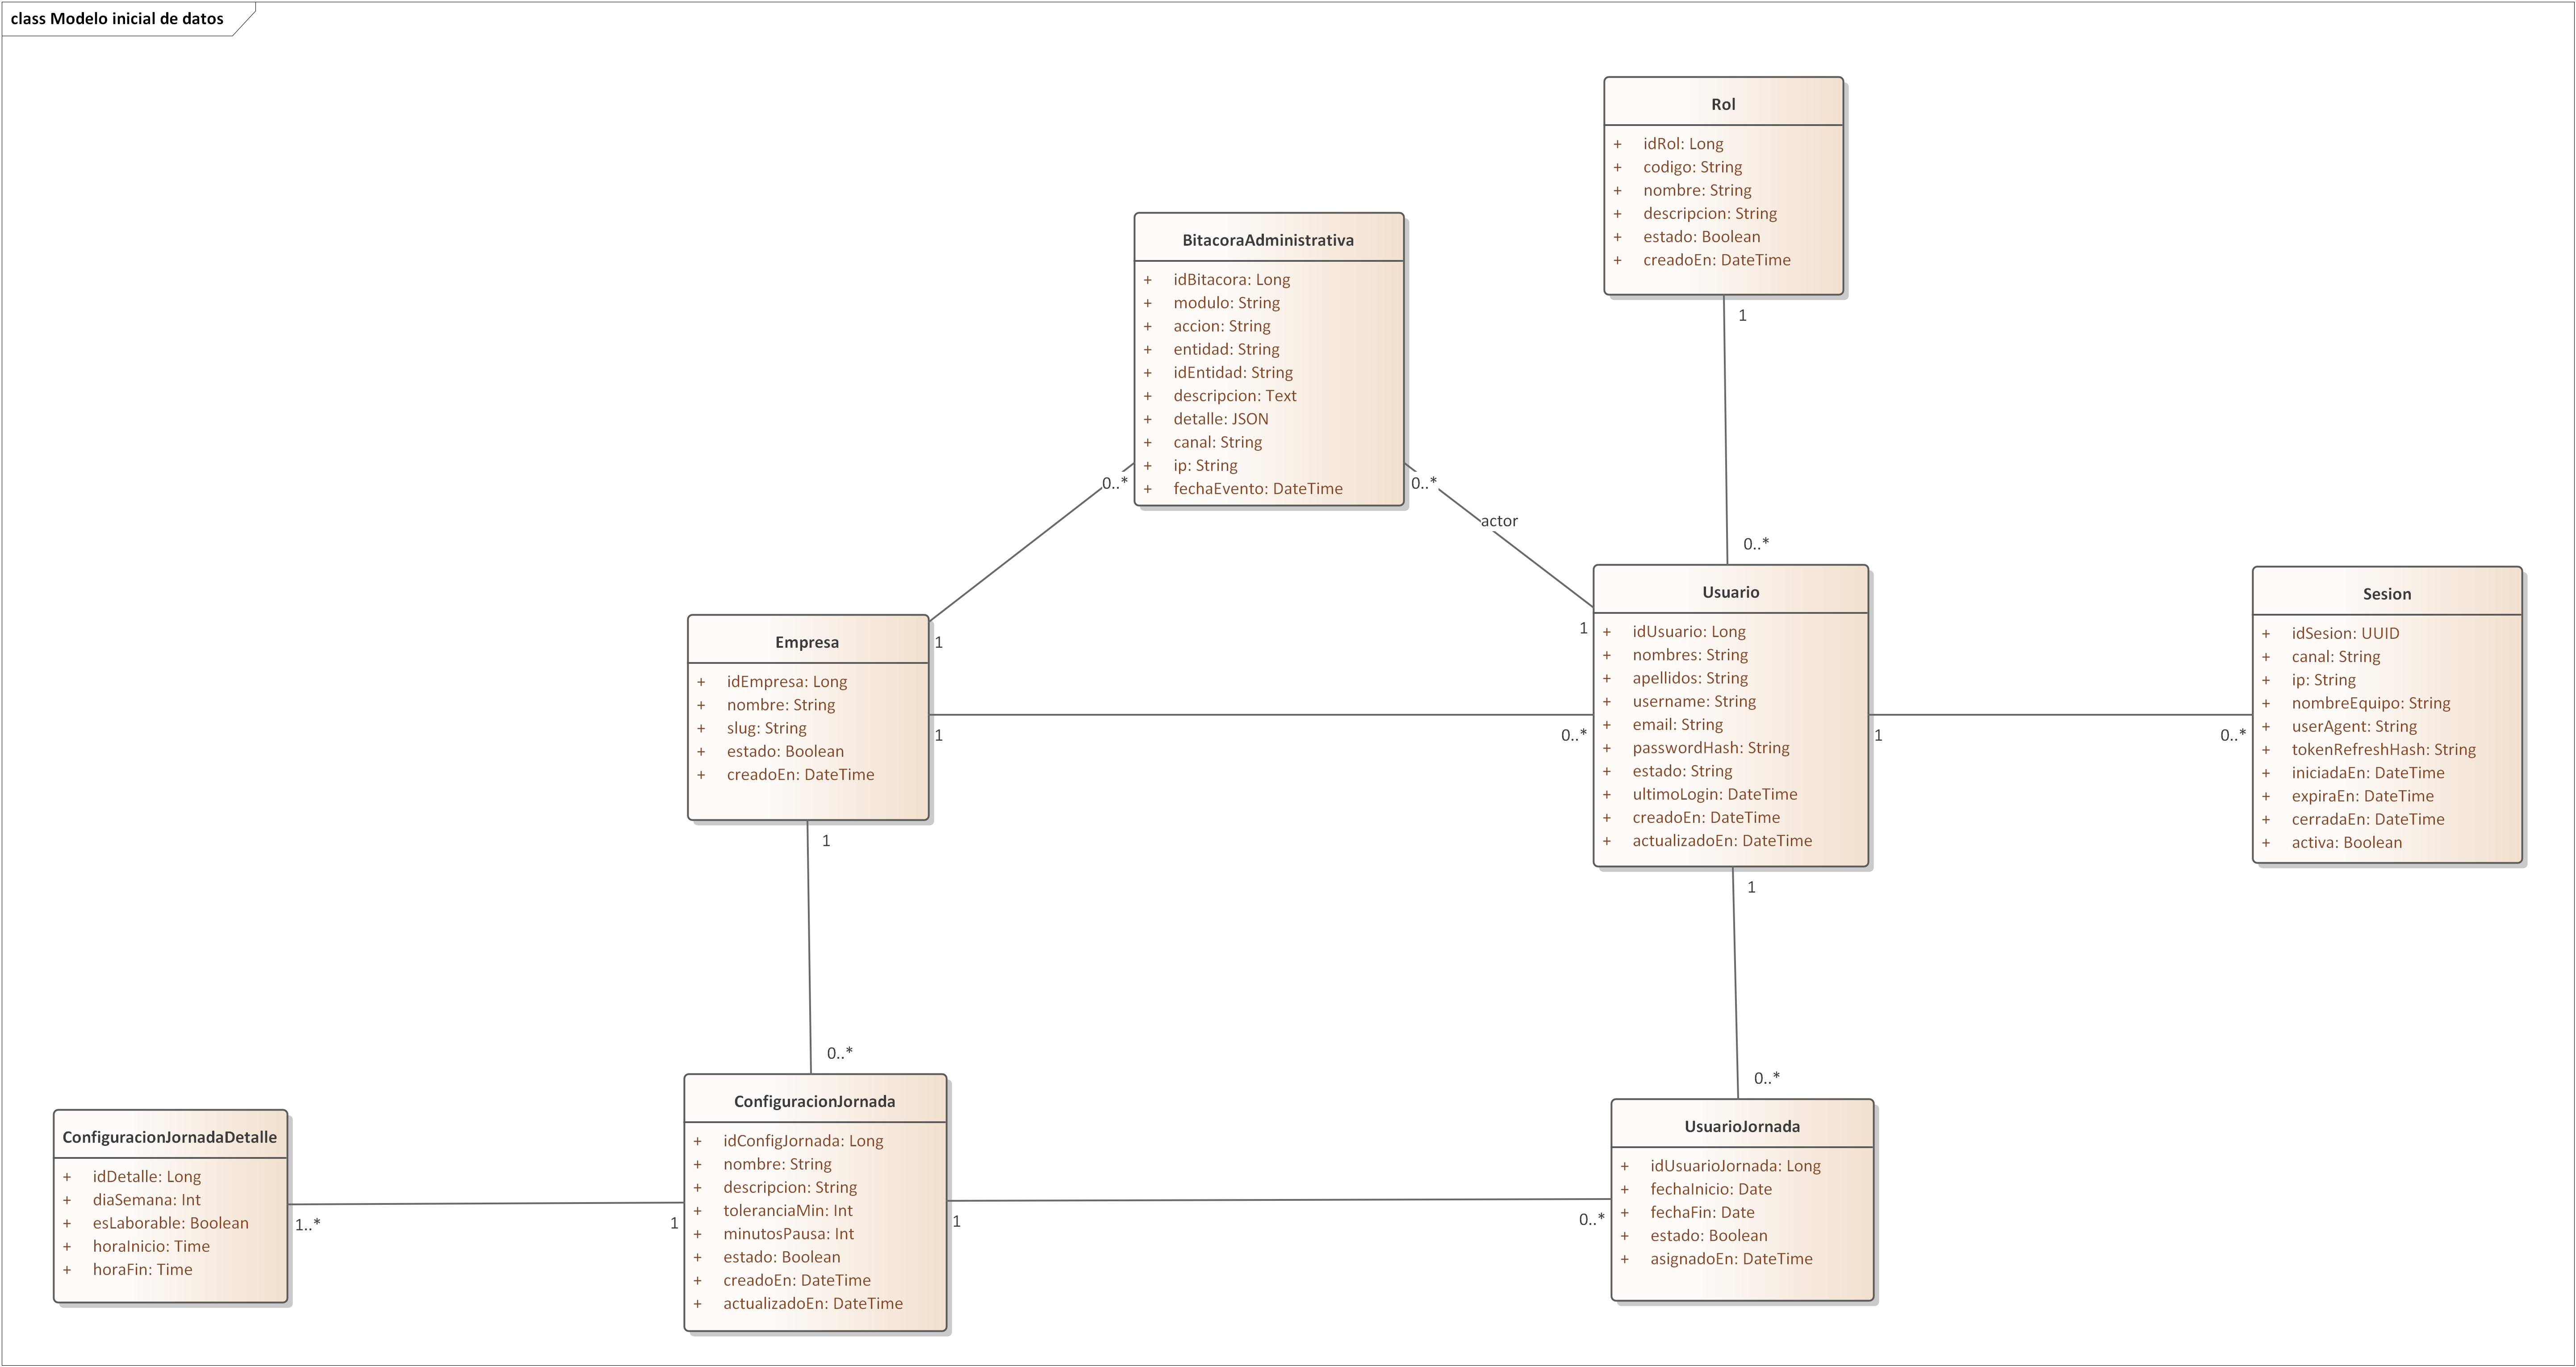 class Modelo inicial de datos
Rol
+ idRol: Long
+ codigo: String
+ nombre: String
+ descripcion: String
+ estado: Boolean
+ creadoEn: DateTime
1
0..*
BitacoraAdministrativa
+ idBitacora: Long
+ modulo: String
+ accion: String
+ entidad: String
+ idEntidad: String
+ descripcion: Text
+ detalle: JSON
+ canal: String
+ ip: String
+ fechaEvento: DateTime
0..*
0..*
actor
1
1
Empresa
+ idEmpresa: Long
+ nombre: String
+ slug: String
+ estado: Boolean
+ creadoEn: DateTime
1
0..*
1
0..*
Usuario
+ idUsuario: Long
+ nombres: String
+ apellidos: String
+ username: String
+ email: String
+ passwordHash: String
+ estado: String
+ ultimoLogin: DateTime
+ creadoEn: DateTime
+ actualizadoEn: DateTime
1
0..*
1
0..*
Sesion
+ idSesion: UUID
+ canal: String
+ ip: String
+ nombreEquipo: String
+ userAgent: String
+ tokenRefreshHash: String
+ iniciadaEn: DateTime
+ expiraEn: DateTime
+ cerradaEn: DateTime
+ activa: Boolean
ConfiguracionJornadaDetalle
+ idDetalle: Long
+ diaSemana: Int
+ esLaborable: Boolean
+ horaInicio: Time
+ horaFin: Time
1..*
1
ConfiguracionJornada
+ idConfigJornada: Long
+ nombre: String
+ descripcion: String
+ toleranciaMin: Int
+ minutosPausa: Int
+ estado: Boolean
+ creadoEn: DateTime
+ actualizadoEn: DateTime
1
0..*
UsuarioJornada
+ idUsuarioJornada: Long
+ fechaInicio: Date
+ fechaFin: Date
+ estado: Boolean
+ asignadoEn: DateTime